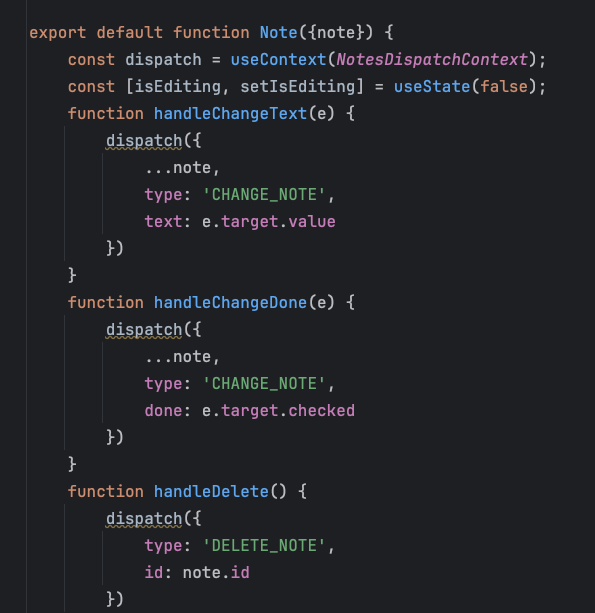 export default function Note({note}) {
    const dispatch = useContext(NotesDispatchContext);
    const [isEditing, setIsEditing] = useState(false);
    function handleChangeText(e) {
        dispatch({
            ...note,
            type: 'CHANGE_NOTE',
            text: e.target.value
        })
    }
    function handleChangeDone(e) {
        dispatch({
            ...note,
            type: 'CHANGE_NOTE',
            done: e.target.checked
        })
    }
    function handleDelete() {
        dispatch({
            type: 'DELETE_NOTE',
            id: note.id
        })